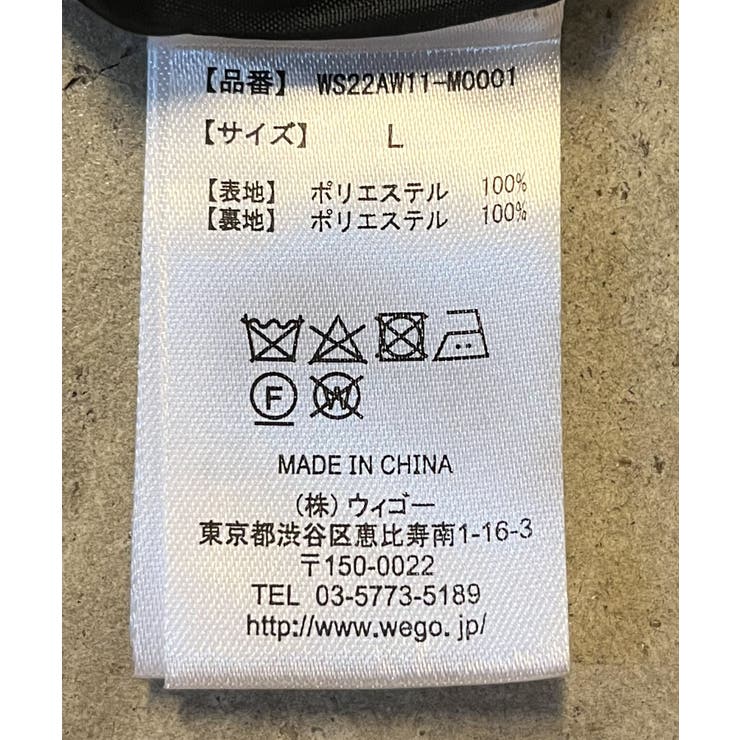 【品番】 WS22AW11-M0001
【サイズ】 L
【表地】 ポリエステル 100%
【裏地】 ポリエステル 100%
F W
MADE IN CHINA
(株)ウィゴー
東京都渋谷区恵比寿南1-16-3
〒150-0022
TEL 03-5773-5189
http://www.wego.jp/